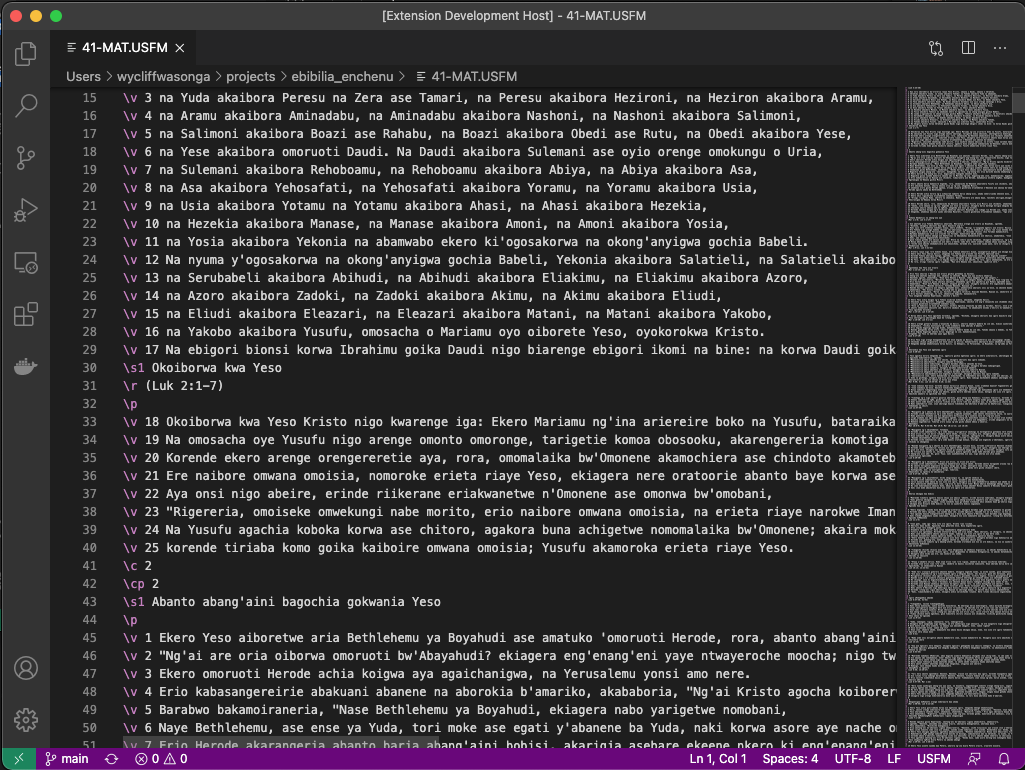 [Extension Development Host] - 41-MAT.USFM
41-MAT.USFM
Users > wycliffwasonga > projects > ebibilia_enchenu > 41-MAT.USFM
15 \v 3 na Yuda akaibora Peresu na Zera ase Tamari, na Peresu akaibora Hezironi, na Heziron akaibora Aramu,
16 \v 4 na Aramu akaibora Aminadabu, na Aminadabu akaibora Nashoni, na Nashoni akaibora Salimoni,
17 \v 5 na Salimoni akaibora Boazi ase Rahabu, na Boazi akaibora Obedi ase Rutu, na Obedi akaibora Yese,
18 \v 6 na Yese akaibora omoruoti Daudi. Na Daudi akaibora Sulemani ase oyio orenge omokungu o Uria,
19 \v 7 na Sulemani akaibora Rehoboamu, na Rehoboamu akaibora Abiya, na Abiya akaibora Asa,
20 \v 8 na Asa akaibora Yehosafati, na Yehosafati akaibora Yoramu, na Yoramu akaibora Usia,
21 \v 9 na Usia akaibora Yotamu na Yotamu akaibora Ahasi, na Ahasi akaibora Hezekia,
22 \v 10 na Hezekia akaibora Manase, na Manase akaibora Amoni, na Amoni akaibora Yosia,
23 \v 11 na Yosia akaibora Yekonia na abamwabo ekero ki'ogosakorwa na okong'anyigwa gochia Babeli.
24 \v 12 Na nyuma y'ogosakorwa na okong'anyigwa gochia Babeli, Yekonia akaibora Salatieli, na Salatieli akaibo
25 \v 13 na Serubabeli akaibora Abihudi, na Abihudi akaibora Eliakimu, na Eliakimu akaibora Azoro,
26 \v 14 na Azoro akaibora Zadoki, na Zadoki akaibora Akimu, na Akimu akaibora Eliudi,
27 \v 15 na Eliudi akaibora Eleazari, na Eleazari akaibora Matani, na Matani akaibora Yakobo,
28 \v 16 na Yakobo akaibora Yusufu, omosacha o Mariamu oyo oiborete Yeso, oyokorokwa Kristo.
29 \v 17 Na ebigori bionsi korwa Ibrahimu goika Daudi nigo biarenge ebigori ikomi na bine: na korwa Daudi goik
30 \s1 Okoiborwa kwa Yeso
31 \r (Luk 2:1–7)
32 \p
33 \v 18 Okoiborwa kwa Yeso Kristo nigo kwarenge iga: Ekero Mariamu ng'ina ariereire boko na Yusufu, bataraika
34 \v 19 Na omosacha oye Yusufu nigo arenge omonto omoronge, tarigetie komoa obosooku, akarengereria komotiga
35 \v 20 Korende ekero renge orengereretie aya, rora, omomalaika bw'Omonene akamochiera ase chindoto akamoteb
36 \v 21 Ere naibore omwana omoisia, nomoroke erieta riaye Yeso, ekiagera nere oratoorie abanto baye korwa ase
37 \v 22 Aya onsi nigo abeire, erinde riikerane eriakwanetwe n'Omonene ase omonwa bw'omobani,
38 \v 23 "Rigereria, omoiseke omwekungi nabe morito, erio naibore omwana omoisia, na erieta riaye narokwe Iman
39 \v 24 Na Yusufu agachia koboka korwa ase chitoro, agakora buna achigetwe nomomalaika bw'Omonene; akaira mok
40 \v 25 korende tiriaba komo goika kaiboire omwana omoisia; Yusufu akamoroka erieta riaye Yeso.
41 \c 2
42 \cp 2
43 \s1 Abanto abang'aini bagochia gokwania Yeso
44 \p
45 \v 1 Ekero Yeso aiboretwe aria Bethlehemu ya Boyahudi ase amatuko 'omoruoti Herode, rora, abanto abang'aini
46 \v 2 "Ng'ai are oria oiborwa omoruoti bw'Abayahudi? ekiagera eng'enang'eni yaye ntwayeroche moocha; nigo tw
47 \v 3 Ekero omoruoti Herode achia koigwa aya agaichanigwa, na Yerusalemu yonsi amo nere.
48 \v 4 Erio kabasangereirie abakuani abanene na aborokia b'amariko, akababoria, "Ng'ai Kristo agocha koiborer
49 \v 5 Barabwo bakamoiraneria, "Nase Bethlehemu ya Boyahudi, ekiagera nabo yarigetwe nomobani,
50 \v 6 Naye Bethlehemu, ase ense ya Yuda, tori moke ase egati y'abanene ba Yuda, naki korwa asore aye nache o
51 \v 7 Erio Herode akarangeria abanto baria abang'aini bobisi, akarigia asebare ekeene nkero ki eng'enang'eni
main 0 0 Ln 1, Col 1 Spaces: 4 UTF-8 LF USFM